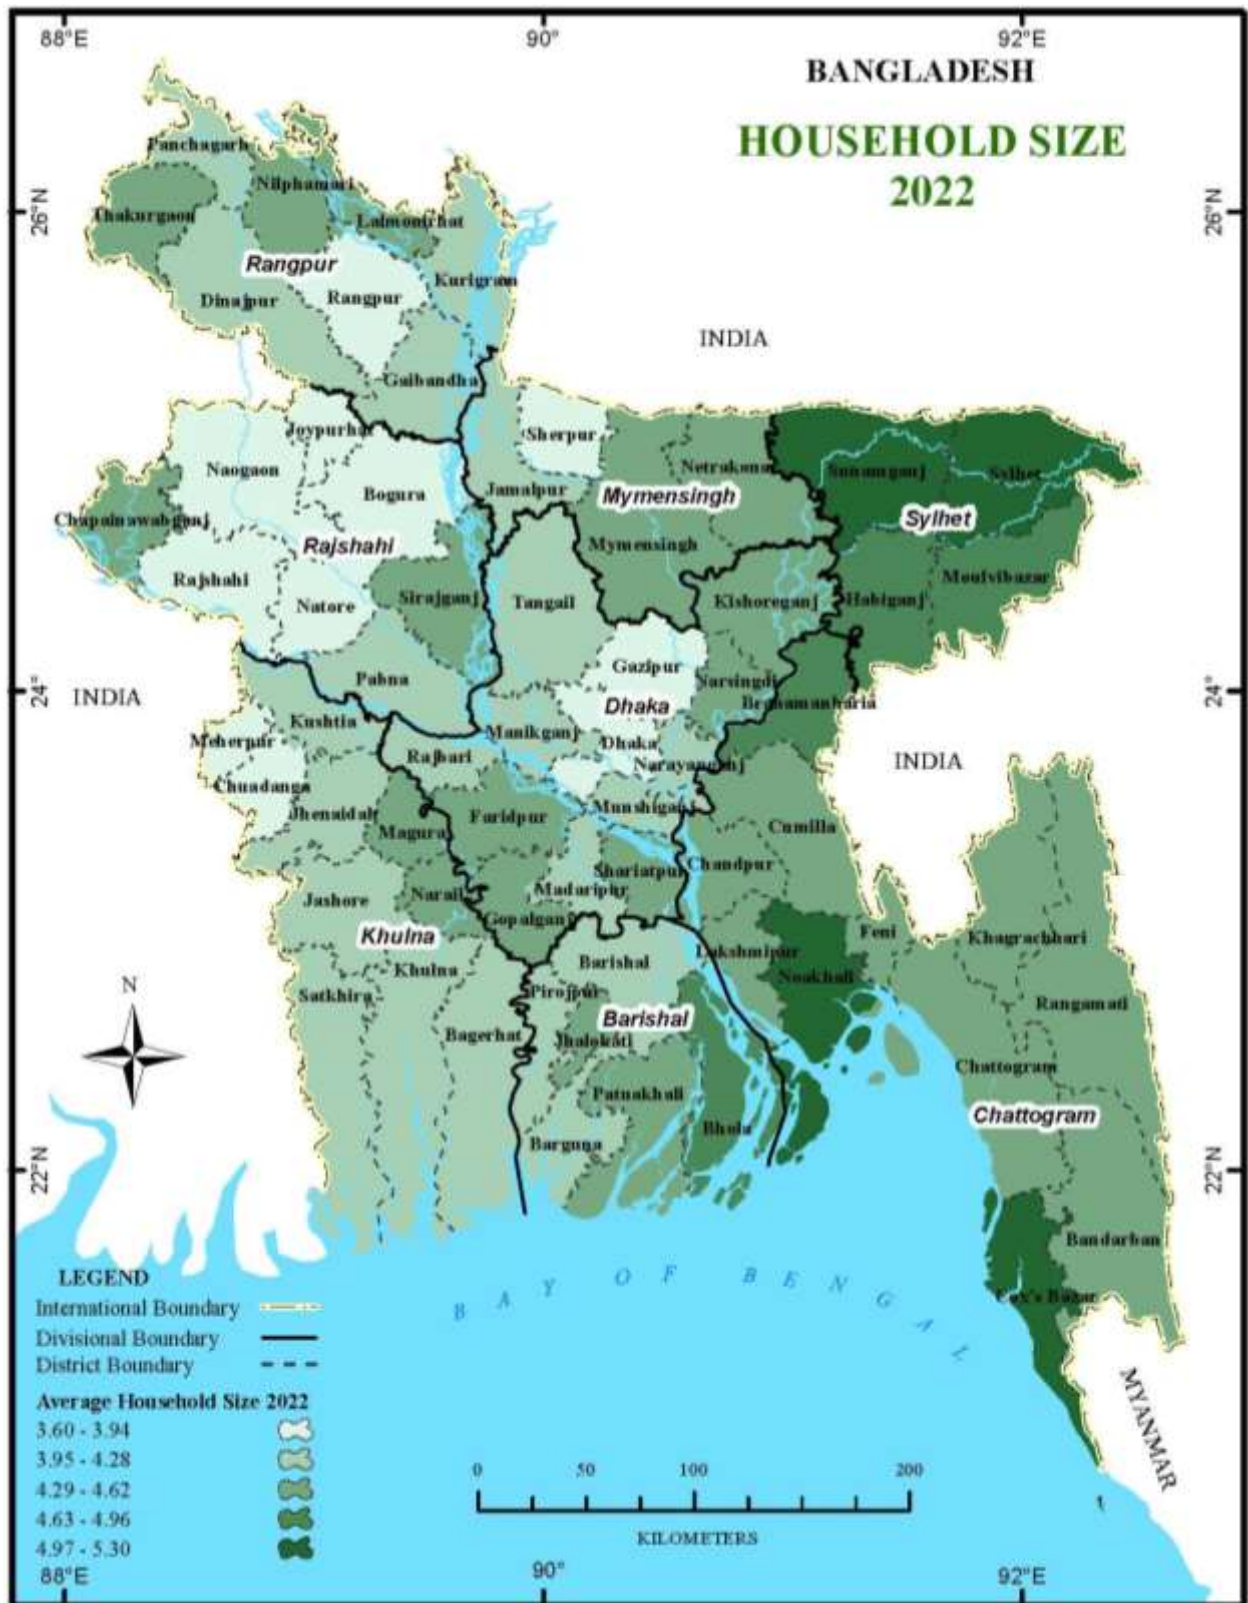 88°E
90°
92°E
BANGLADESH
HOUSEHOLD SIZE
2022
26°N
26°N
Panchagarh
Nilphamari
Thakurgaon
Lalmonirhat
Rangpur
Kurigram
Dinajpur
Rangpur
INDIA
Gaibandha
Joypurhat
Sherpur
Naogaon
Netrakona
Sunamganj
Sylhet
Bogura
Jamalpur
Mymensingh
Chapainawabganj
Sylhet
Rajshahi
Mymensingh
Rajshahi
Moulvibazar
Natore
Sirajganj
Tangail
Kishoreganj
Habiganj
Gazipur
Pabna
Narsingdi
24°
INDIA
Dhaka
Brahamanbaria
24°
Kushtia
Meherpur
Manikganj
Dhaka
Rajbari
Narayanganj
INDIA
Chuadanga
Munshiganj
Jhenaidah
Faridpur
Cumilla
Magura
Shariatpur
Chandpur
Jashore
Narail
Madaripur
Gopalganj
Khulna
Feni
Khagrachhari
Lakshmipur
Barishal
Khulna
Noakhali
N
Satkhira
Pirojpur
Rangamati
Barishal
Bagerhat
Jhalokati
Chattogram
Patuakhali
Chattogram
Bhola
Barguna
22°N
22°N
Bandarban
BAY OF BENGAL
Cox's Bazar
LEGEND
International Boundary
Divisional Boundary
District Boundary
Average Household Size 2022
3.60 - 3.94
3.95 - 4.28
4.29 - 4.62
4.63 - 4.96
4.97 - 5.30
MYANMAR
0 50 100 200
KILOMETERS
88°E
90°
92°E